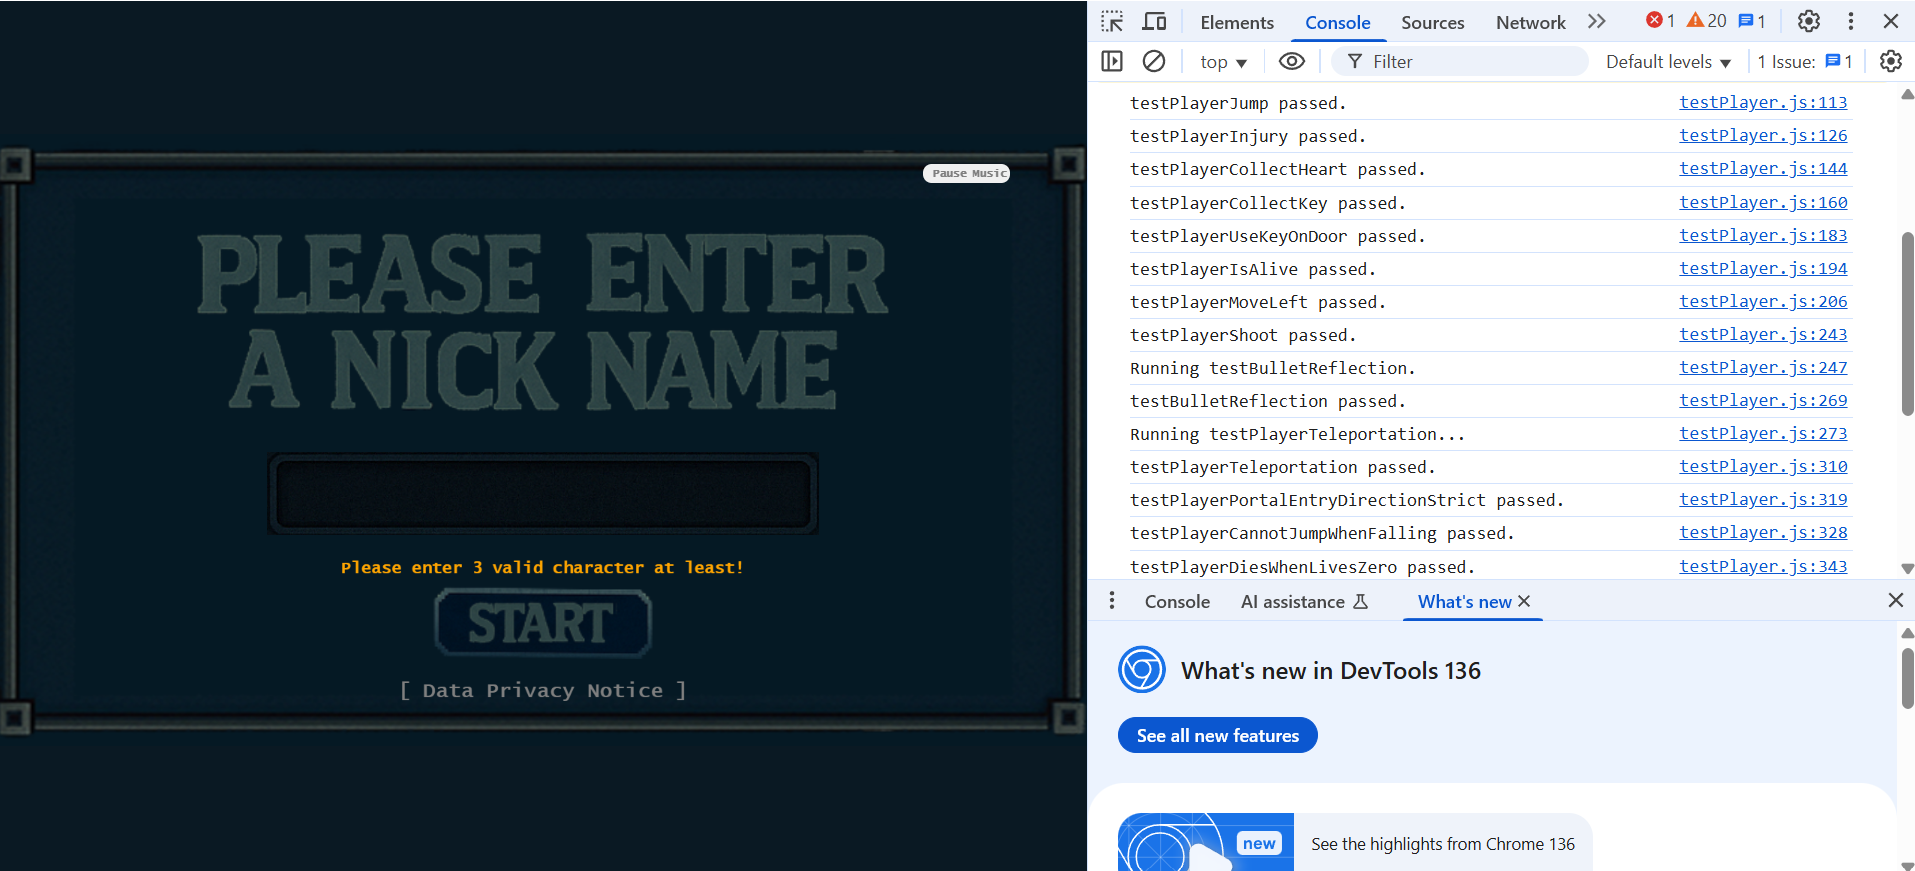 Pause Music
PLEASE ENTER
A NICK NAME
Please enter 3 valid character at least!
START
[ Data Privacy Notice ]
Elements Console Sources Network 1 20 1
top Filter Default levels 1 Issue: 1
testPlayerJump passed. testPlayer.js:113
testPlayerInjury passed. testPlayer.js:126
testPlayerCollectHeart passed. testPlayer.js:144
testPlayerCollectKey passed. testPlayer.js:160
testPlayerUseKeyOnDoor passed. testPlayer.js:183
testPlayerIsAlive passed. testPlayer.js:194
testPlayerMoveLeft passed. testPlayer.js:206
testPlayerShoot passed. testPlayer.js:243
Running testBulletReflection. testPlayer.js:247
testBulletReflection passed. testPlayer.js:269
Running testPlayerTeleportation... testPlayer.js:273
testPlayerTeleportation passed. testPlayer.js:310
testPlayerPortalEntryDirectionStrict passed. testPlayer.js:319
testPlayerCannotJumpWhenFalling passed. testPlayer.js:328
testPlayerDiesWhenLivesZero passed. testPlayer.js:343
Console AI assistance What's new
What's new in DevTools 136
See all new features
new
See the highlights from Chrome 136